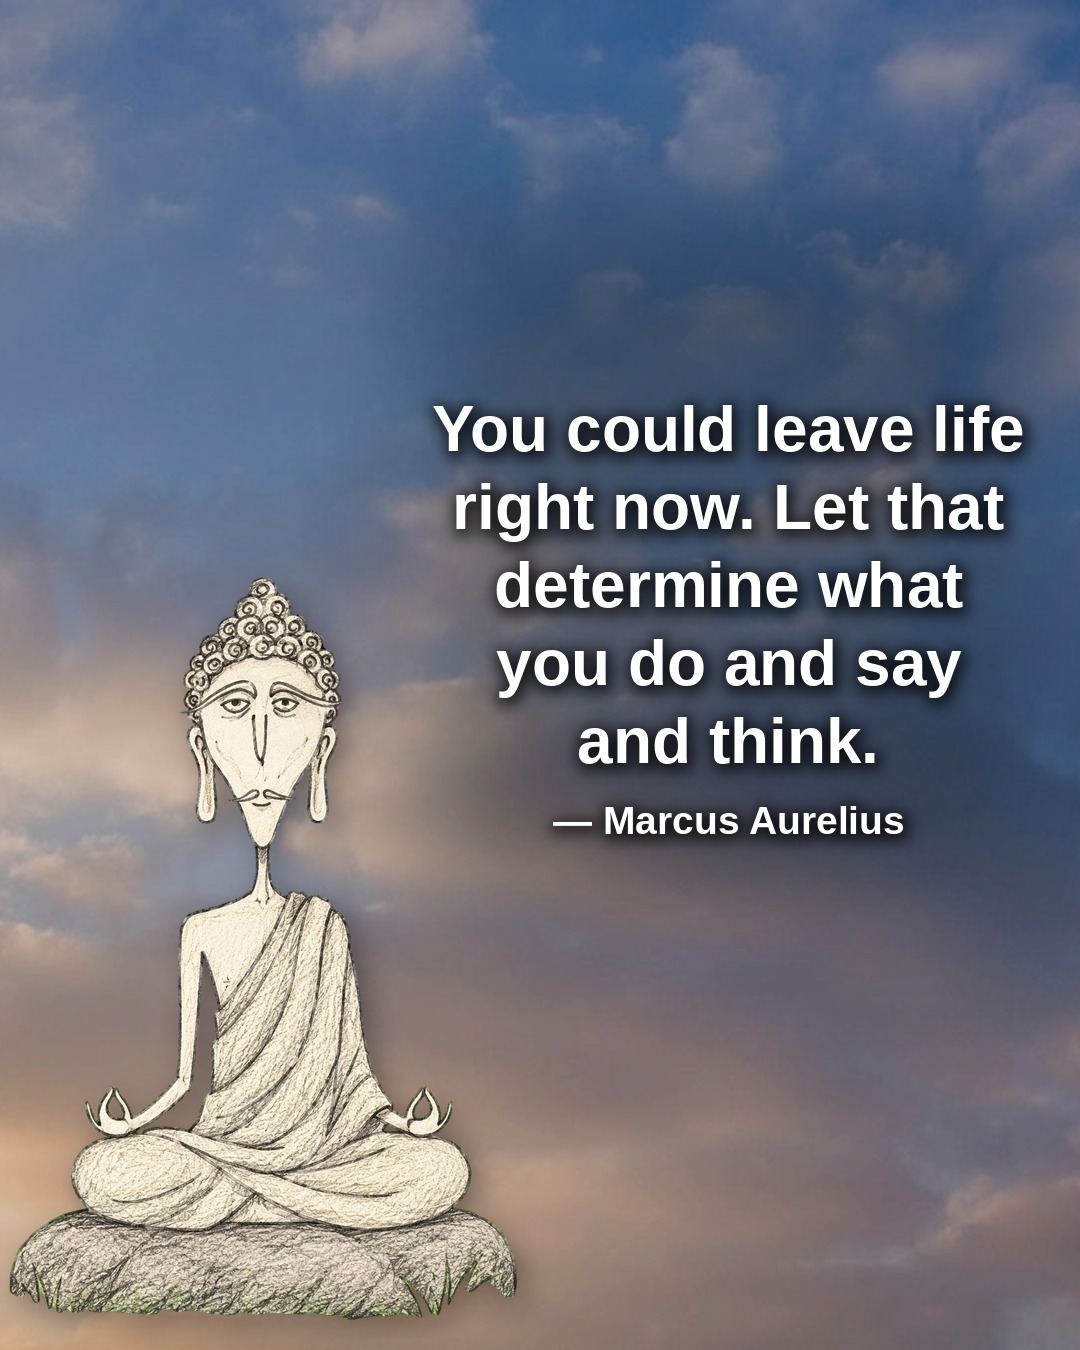 You could leave life
right now. Let that
determine what
you do and say
and think.
— Marcus Aurelius